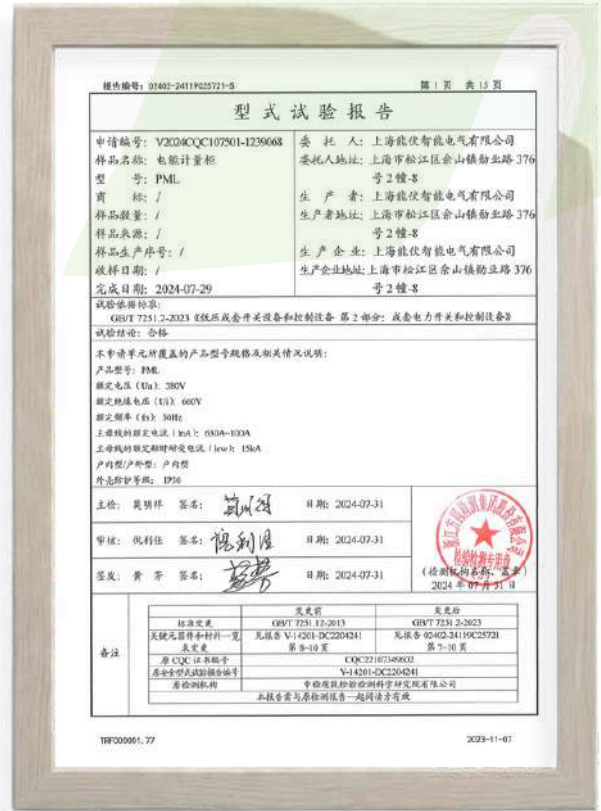 报告编号: 02402-24119C25721-S 第 1 页 共 15 页
型式试验报告
申请编号: V2024CQC107501-1239068
样品名称: 电能计量柜
型 号: PML
商 标: /
样品数量: /
样品来源: /
样品生产序号: /
收样日期: /
完成日期: 2024-07-29
委 托 人: 上海能伏智能电气有限公司
委托人地址: 上海市松江区佘山镇勋业路 376
号 2 幢-8
生 产 者: 上海能伏智能电气有限公司
生产者地址: 上海市松江区佘山镇勋业路 376
号 2 幢-8
生 产 企 业: 上海能伏智能电气有限公司
生产企业地址: 上海市松江区佘山镇勋业路 376
号 2 幢-8
试验依据标准:
GB/T 7251.2-2023《低压成套开关设备和控制设备 第 2 部分: 成套电力开关和控制设备》
试验结论: 合格
本申请单元所覆盖的产品型号规格及相关情况说明:
产品型号: PML
额定电压(Un): 380V
额定绝缘电压(Ui): 660V
额定频率(fn): 50Hz
主母线的额定电流(InA): 630A~100A
主母线的额定短时耐受电流(Icw): 15kA
户内型/户外型: 户内型
外壳防护等级: IP30
主检: 莫明祥 签名: 日期: 2024-07-31
审核: 倪利佳 签名: 日期: 2024-07-31
签发: 黄 芩 签名: 日期: 2024-07-31
检验检测专用章
(检测机构名称、盖章)
2024 年 07 月 31 日
备注
变更前 变更后
标准变更 GB/T 7251.12-2013 GB/T 7251.2-2023
关键元器件和材料一览
表变更
见报告 V-14201-DC2204241
第 8-10 页
见报告 02402-24119C25721
第 7-10 页
原 CQC 证书编号 CQC22107349602
原安全型式试验报告编号 V-14201-DC2204241
原检测机构
本报告需与原检测报告一起阅读方有效
TRF000001.77 2023-11-07